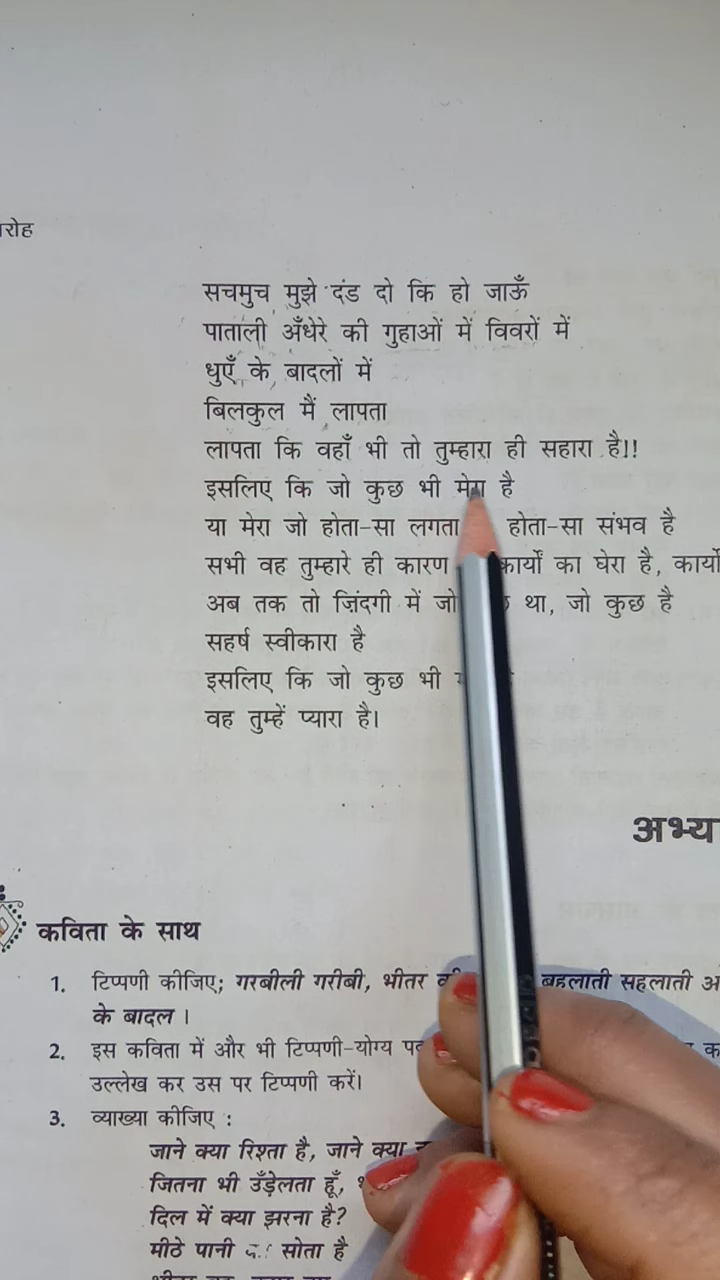 रोह
सचमुच मुझे दंड दो कि हो जाऊँ
पाताली अँधेरे की गुहाओं में विवरों में
धुएँ के बादलों में
बिलकुल मैं लापता
लापता कि वहाँ भी तो तुम्हारा ही सहारा है!!
इसलिए कि जो कुछ भी मेरा है
या मेरा जो होता-सा लगता होता-सा संभव है
सभी वह तुम्हारे ही कारण कार्यों का घेरा है, कार्यो
अब तक तो ज़िंदगी में जो था, जो कुछ है
सहर्ष स्वीकारा है
इसलिए कि जो कुछ भी
वह तुम्हें प्यारा है।
अभ्य
कविता के साथ
1. टिप्पणी कीजिए; गरबीली गरीबी, भीतर बहलाती सहलाती
के बादल ।
2. इस कविता में और भी टिप्पणी-योग्य
उल्लेख कर उस पर टिप्पणी करें।
3. व्याख्या कीजिए :
जाने क्या रिश्ता है, जाने क्या
जितना भी उँड़ेलता हूँ,
दिल में क्या झरना है?
मीठे पानी सोता है